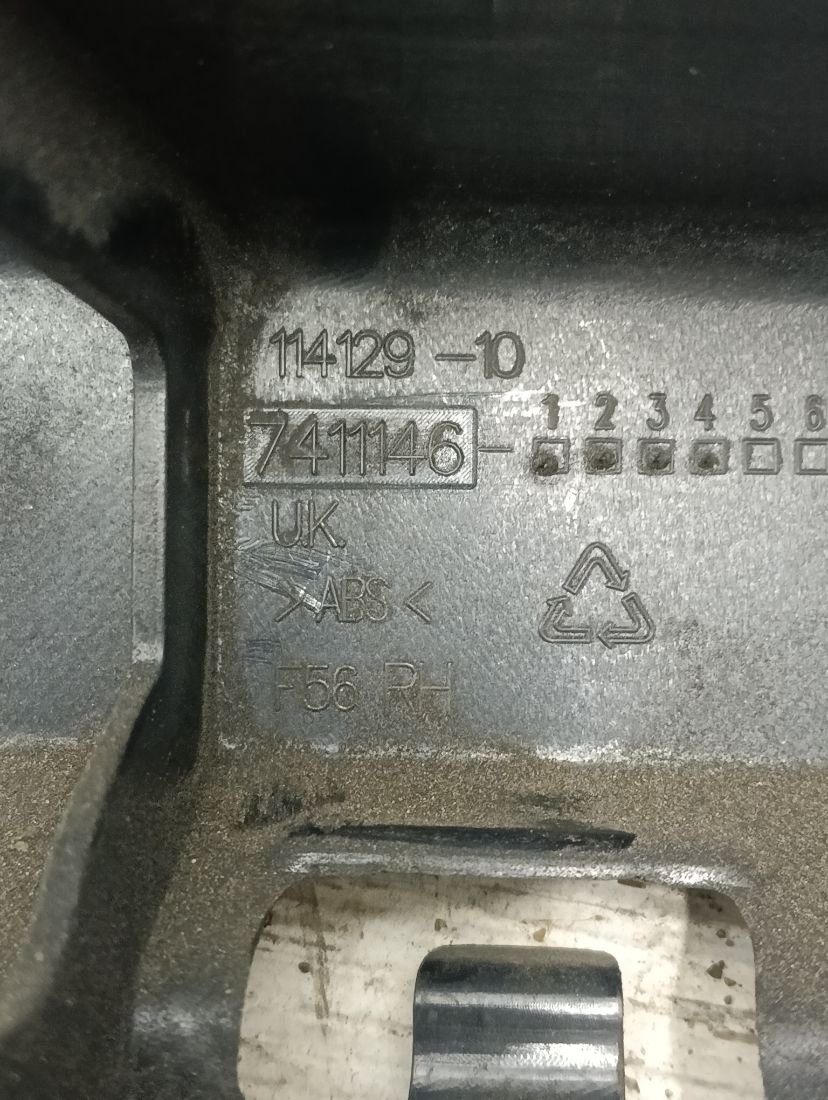 114129-10
1 2 3 4 5 6
7411146-
U.K.
>ABS<
F56 RH